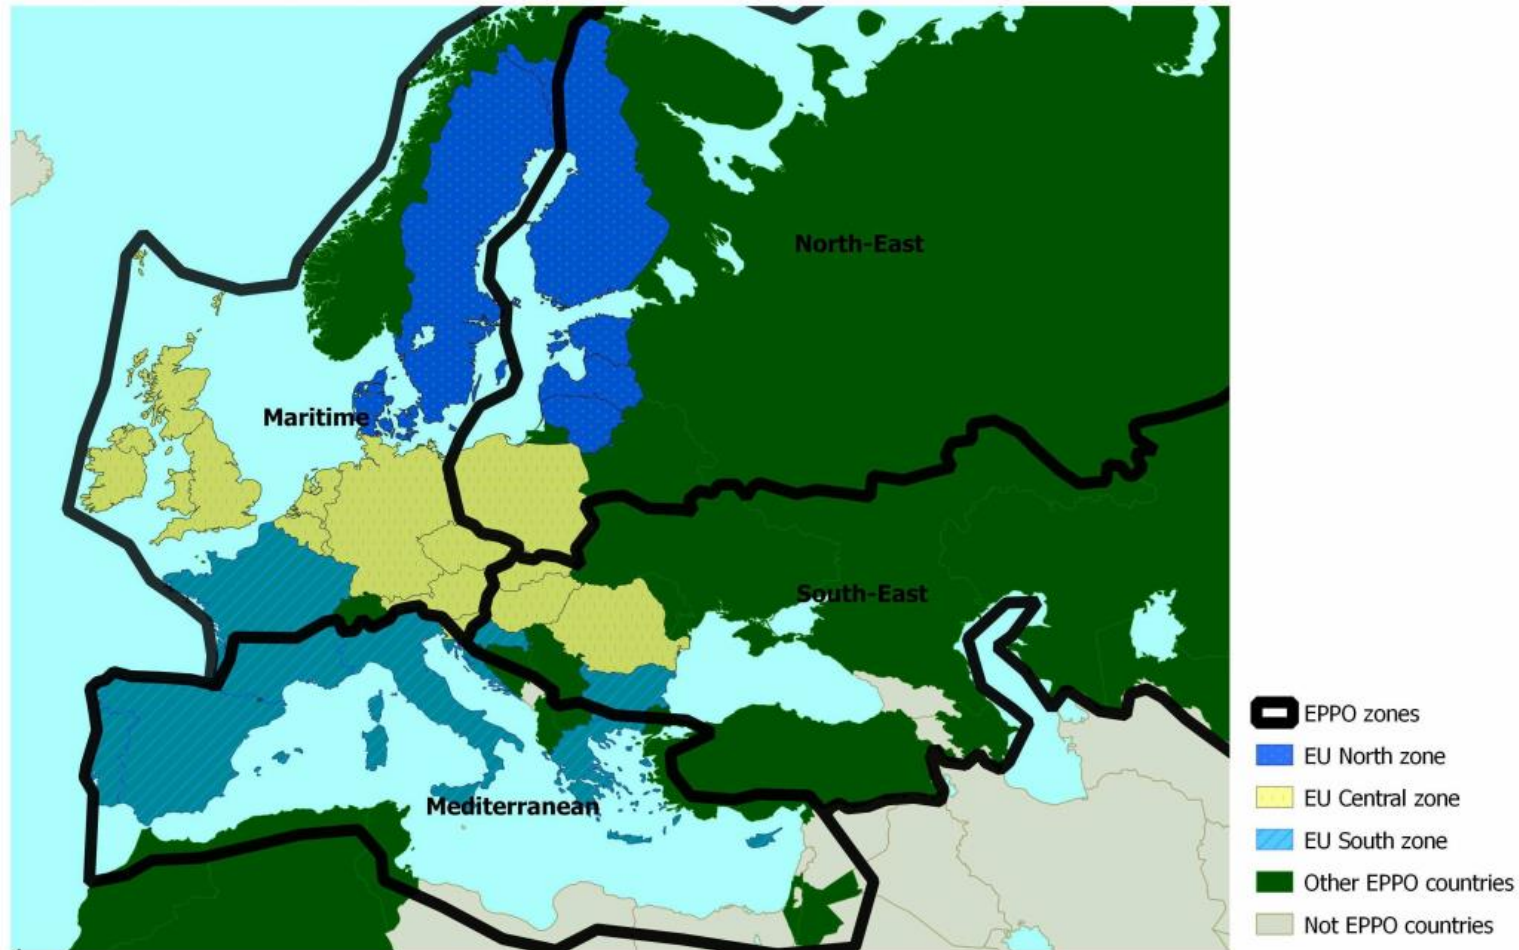 North-East
Maritime
South-East
Mediterranean
EPPO zones
EU North zone
EU Central zone
EU South zone
Other EPPO countries
Not EPPO countries